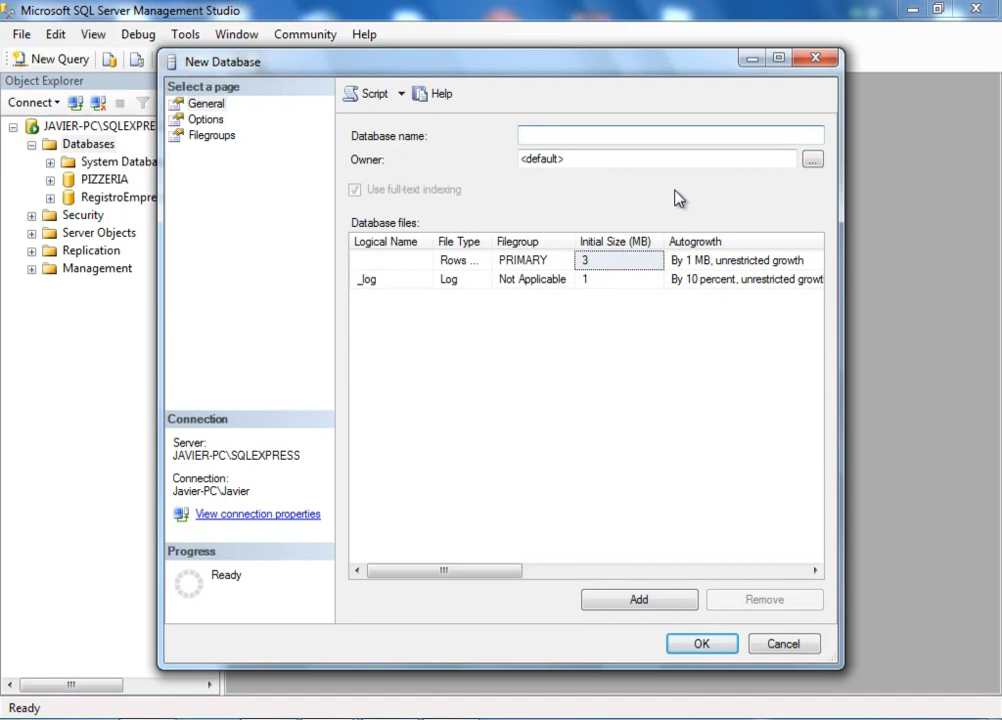 Microsoft SQL Server Management Studio
File Edit View Debug Tools Window Community Help
New Query
Object Explorer
Connect
JAVIER-PC\SQLEXPRE
Databases
System Databa
PIZZERIA
RegistroEmpre
Security
Server Objects
Replication
Management
New Database
Select a page
General
Options
Filegroups
Script Help
Database name:
Owner: <default> ...
Use full-text indexing
Database files:
Logical Name File Type Filegroup Initial Size (MB) Autogrowth
Rows ... PRIMARY 3 By 1 MB, unrestricted growth
_log Log Not Applicable 1 By 10 percent, unrestricted growt
Connection
Server:
JAVIER-PC\SQLEXPRESS
Connection:
Javier-PC\Javier
View connection properties
Progress
Ready
Add Remove
OK Cancel
Ready